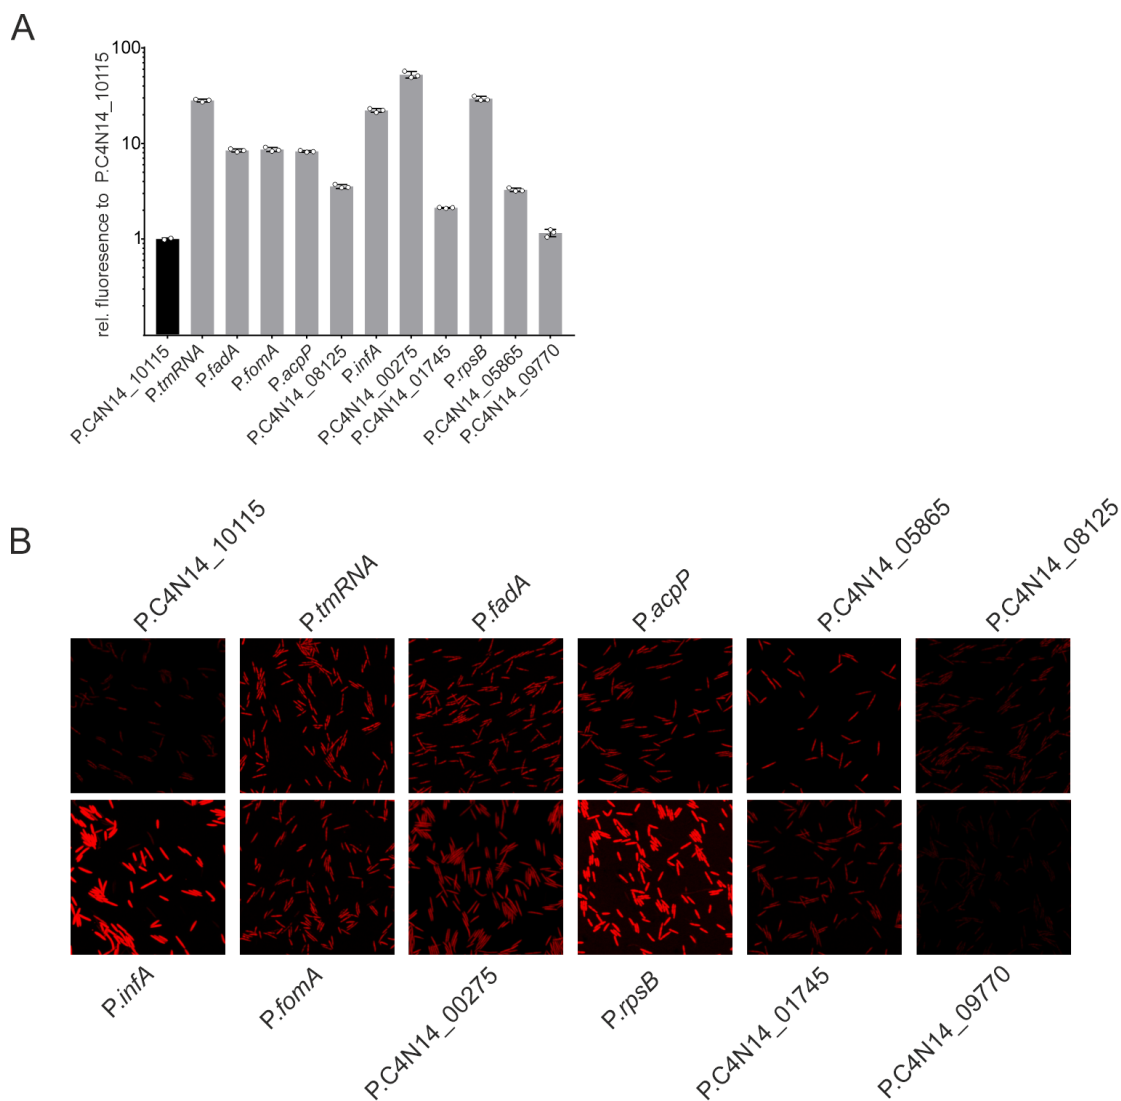 A
rel. fluoresence to P.C4N14_10115
100
10
1
P.C4N14_10115
P.tmRNA
P.fadA
P.fomA
P.acpP
P.C4N14_08125
P.infA
P.C4N14_00275
P.C4N14_01745
P.rpsB
P.C4N14_05865
P.C4N14_09770
B
P.C4N14_10115
P.tmRNA
P.fadA
P.acpP
P.C4N14_05865
P.C4N14_08125
P.infA
P.fomA
P.C4N14_00275
P.rpsB
P.C4N14_01745
P.C4N14_09770